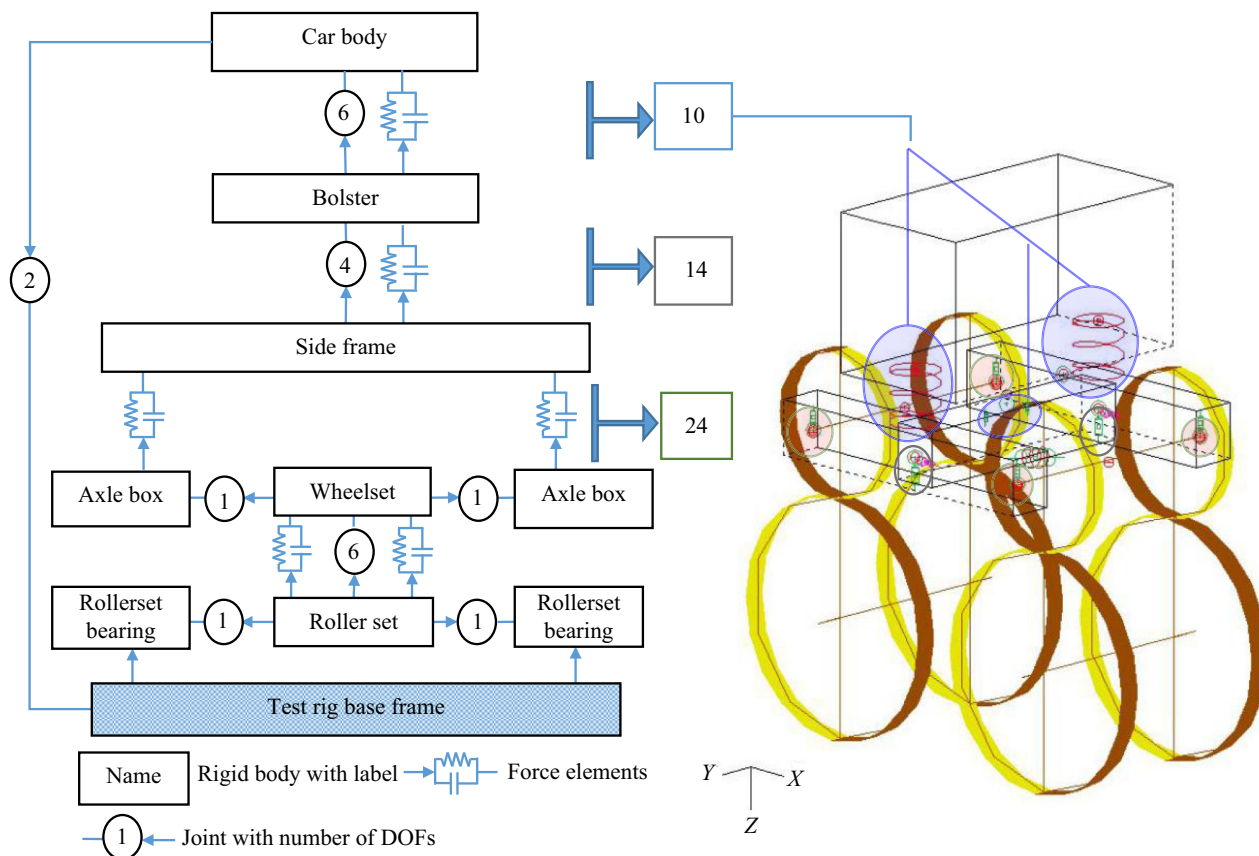 Car body
6
10
Bolster
2
4
14
Side frame
24
Axle box
1
Wheelset
1
Axle box
6
Rollerset
bearing
1
Roller set
1
Rollerset
bearing
Test rig base frame
Name
Rigid body with label
Force elements
1
Joint with number of DOFs
Y
X
Z